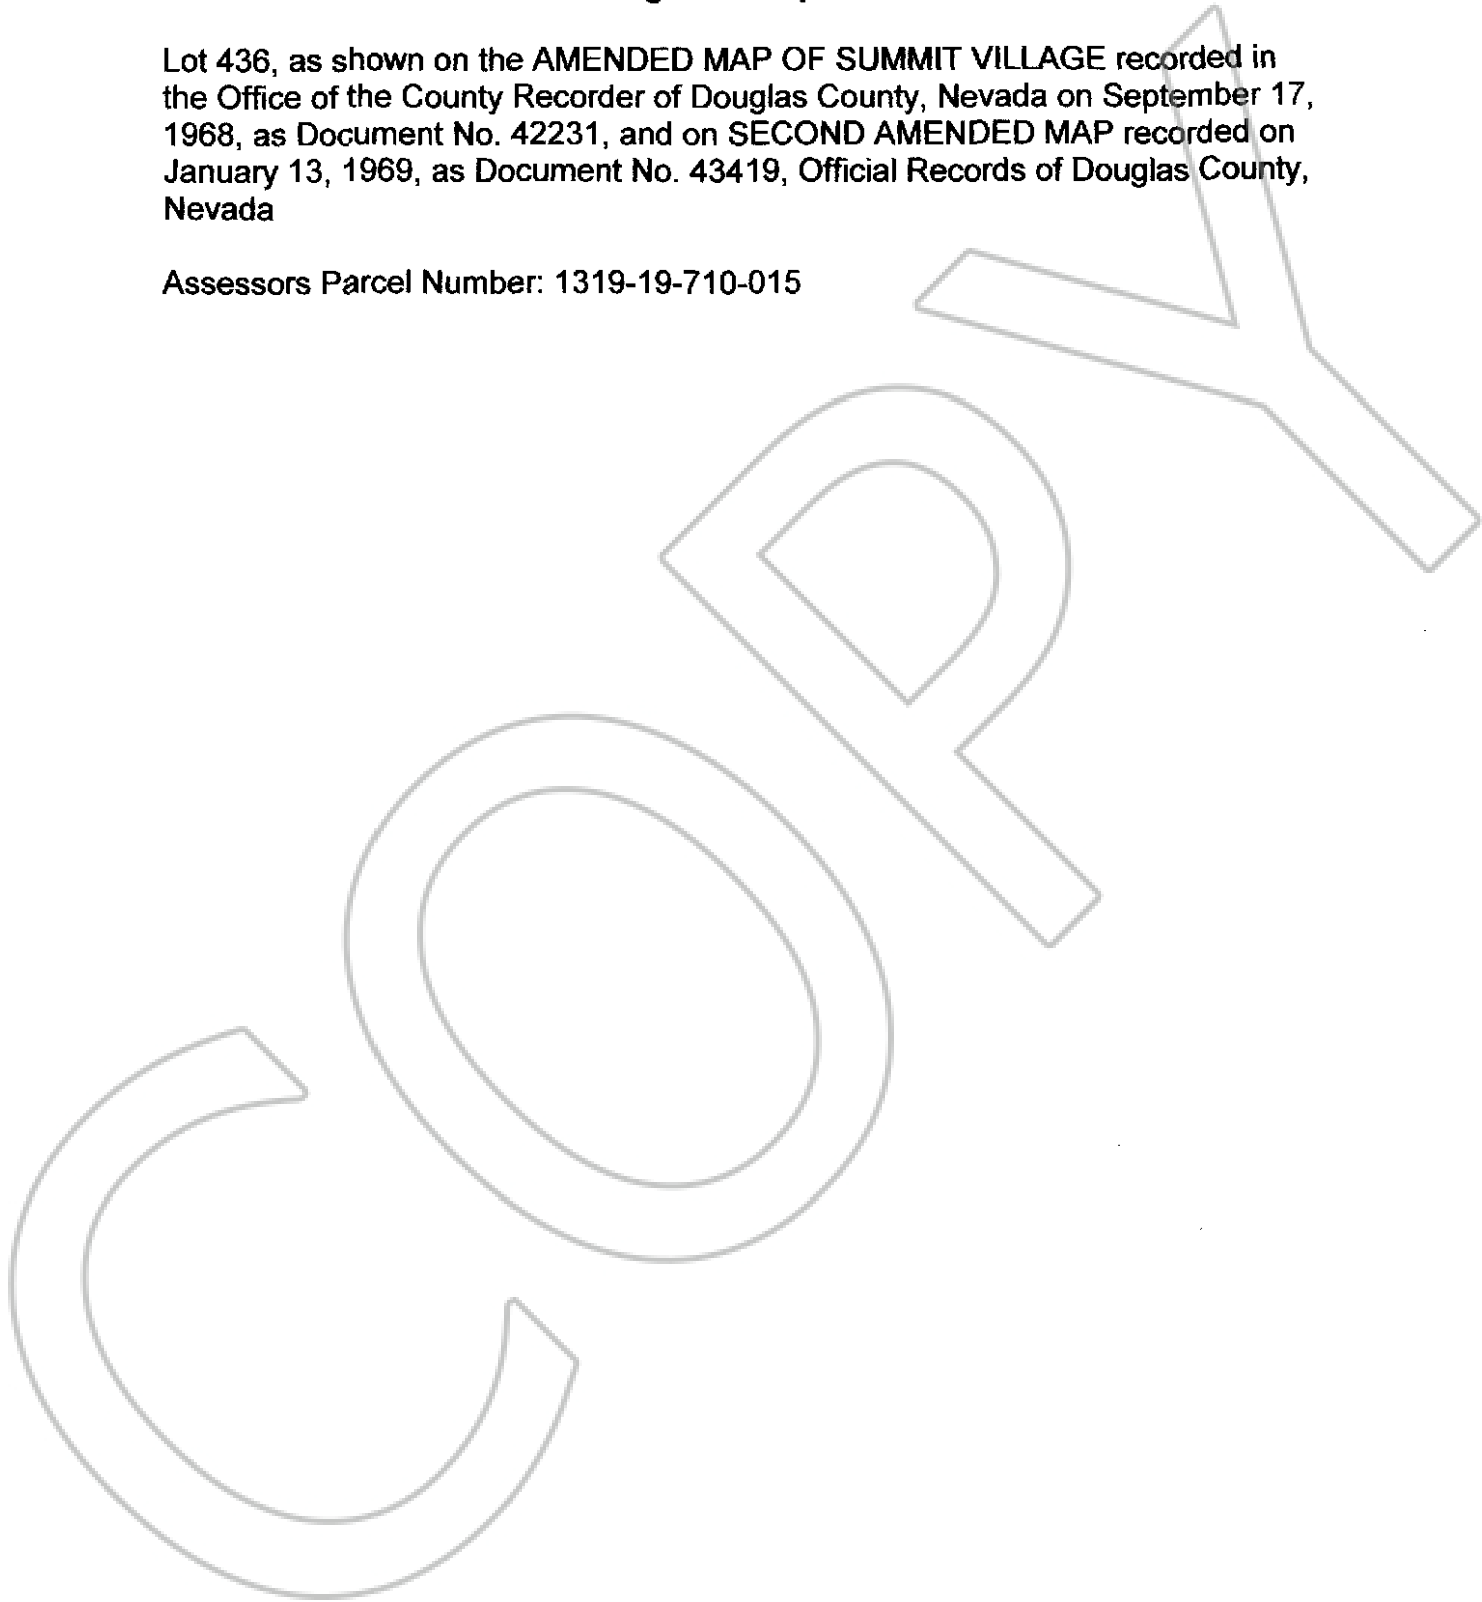 Lot 436, as shown on the AMENDED MAP OF SUMMIT VILLAGE recorded in
the Office of the County Recorder of Douglas County, Nevada on September 17,
1968, as Document No. 42231, and on SECOND AMENDED MAP recorded on
January 13, 1969, as Document No. 43419, Official Records of Douglas County,
Nevada
Assessors Parcel Number: 1319-19-710-015
COPY